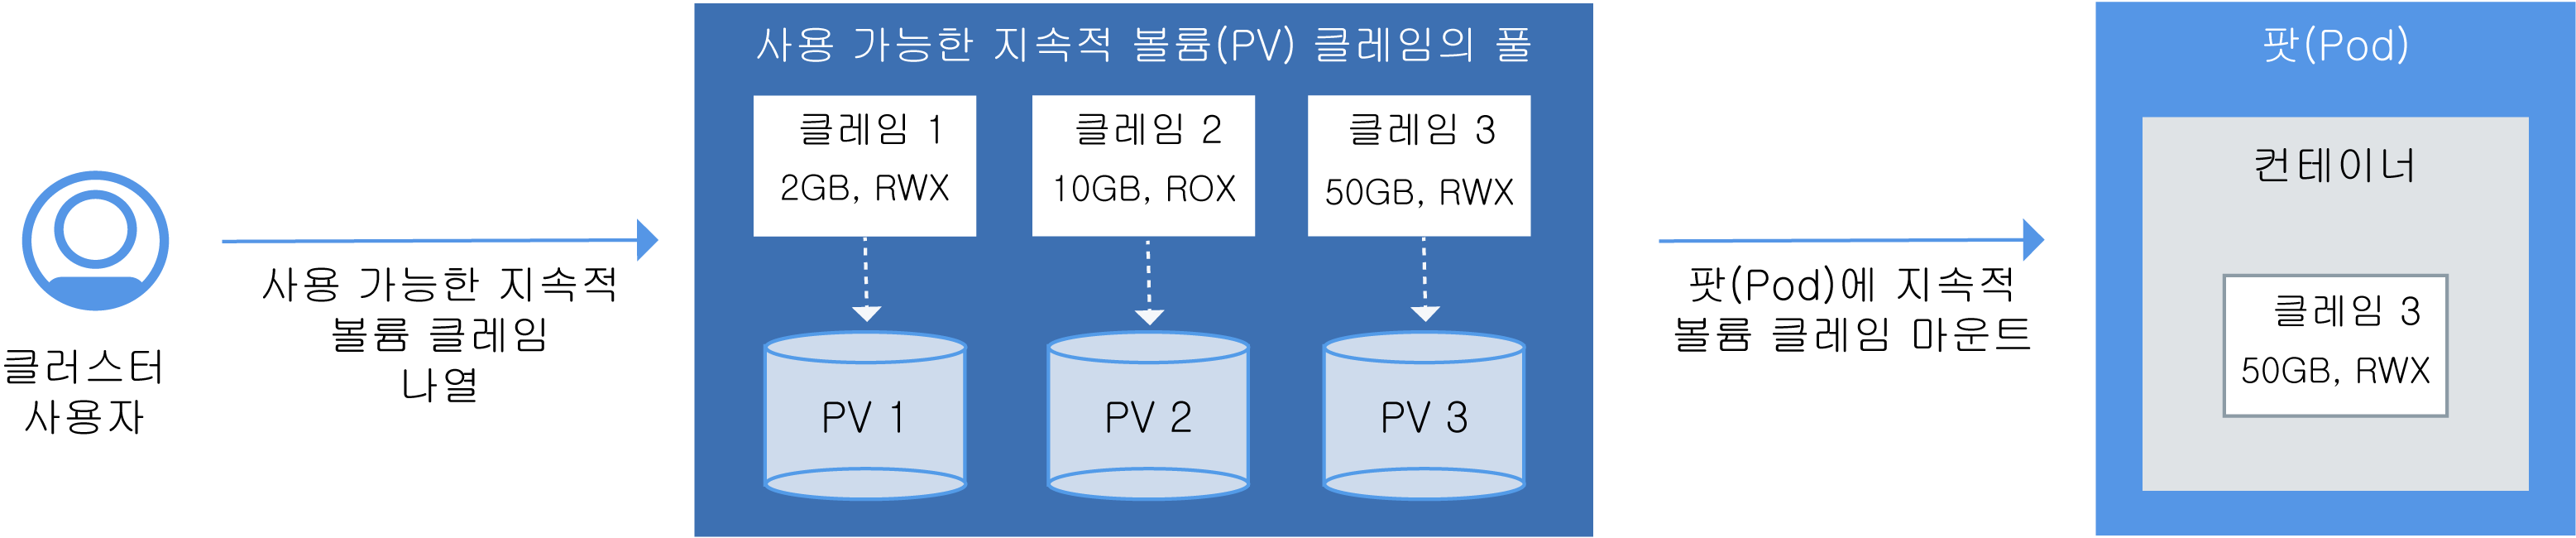 클러스터
사용자
사용 가능한 지속적
볼륨 클레임
나열
사용 가능한 지속적 볼륨(PV) 클레임의 풀
클레임 1
2GB, RWX
클레임 2
10GB, ROX
클레임 3
50GB, RWX
PV 1
PV 2
PV 3
팟(Pod)에 지속적
볼륨 클레임 마운트
팟(Pod)
컨테이너
클레임 3
50GB, RWX